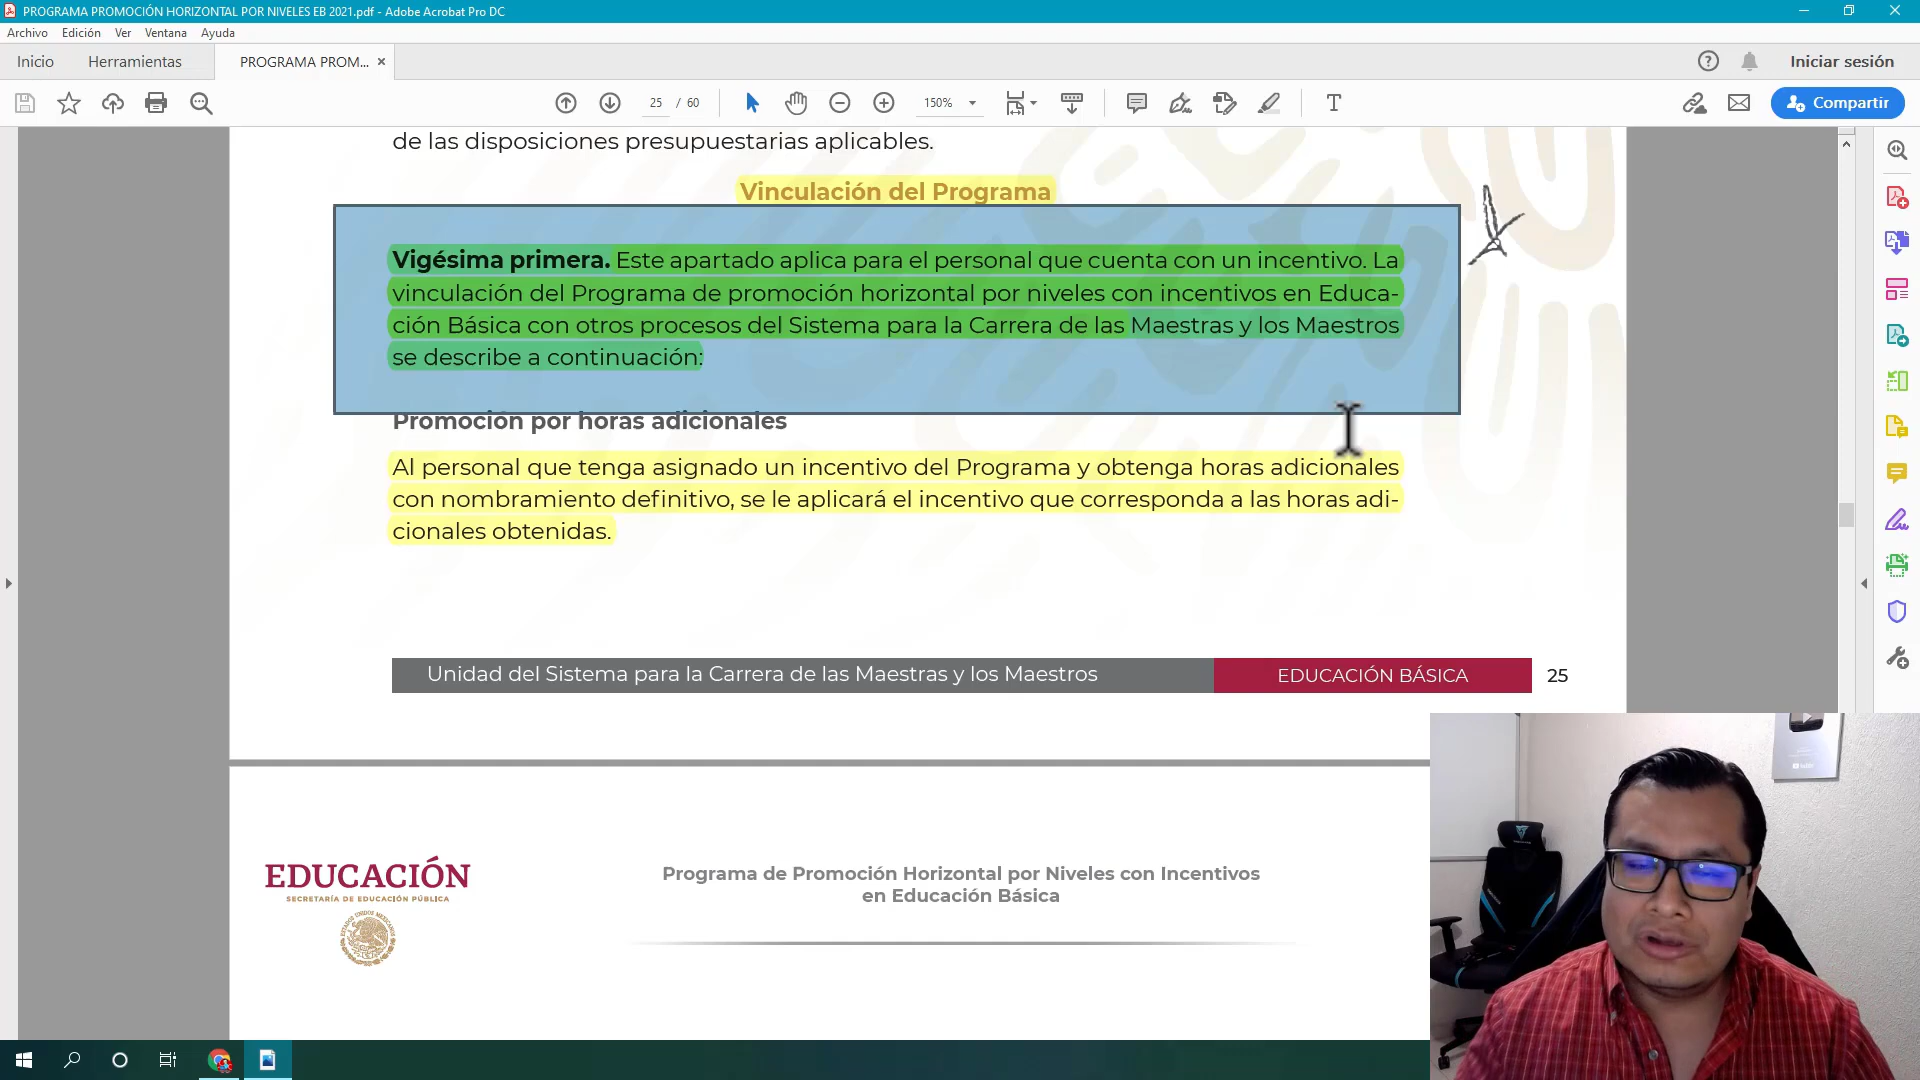 PROGRAMA PROMOCIÓN HORIZONTAL POR NIVELES EB 2021.pdf - Adobe Acrobat Pro DC
Archivo Edición Ver Ventana Ayuda
Inicio Herramientas PROGRAMA PROM... × Iniciar sesión
25 / 60 150% Compartir
de las disposiciones presupuestarias aplicables.
Vinculación del Programa
Vigésima primera. Este apartado aplica para el personal que cuenta con un incentivo. La
vinculación del Programa de promoción horizontal por niveles con incentivos en Educa-
ción Básica con otros procesos del Sistema para la Carrera de las Maestras y los Maestros
se describe a continuación:
Promoción por horas adicionales
Al personal que tenga asignado un incentivo del Programa y obtenga horas adicionales
con nombramiento definitivo, se le aplicará el incentivo que corresponda a las horas adi-
cionales obtenidas.
Unidad del Sistema para la Carrera de las Maestras y los Maestros EDUCACIÓN BÁSICA 25
EDUCACIÓN
SECRETARÍA DE EDUCACIÓN PÚBLICA
Programa de Promoción Horizontal por Niveles con Incentivos
en Educación Básica